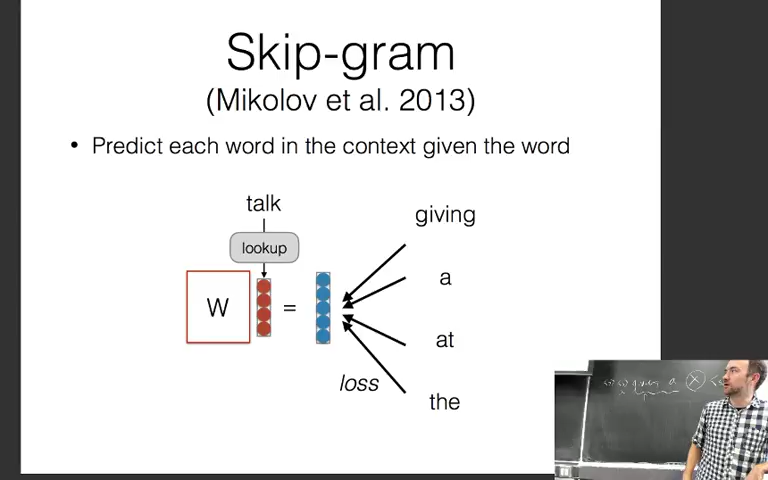 Skip-gram
(Mikolov et al. 2013)
• Predict each word in the context given the word
talk
lookup
W
=
giving
a
at
the
loss
giving a